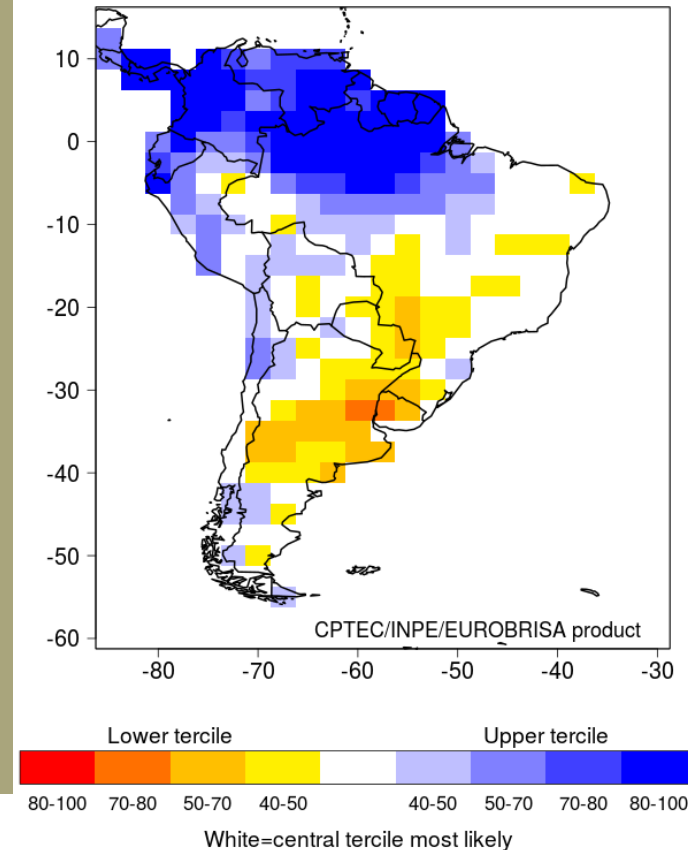 10
0
-10
-20
-30
-40
-50
-60
CPTEC/INPE/EUROBRISA product
-80 -70 -60 -50 -40 -30
Lower tercile Upper tercile
80-100 70-80 50-70 40-50 40-50 50-70 70-80 80-100
White=central tercile most likely